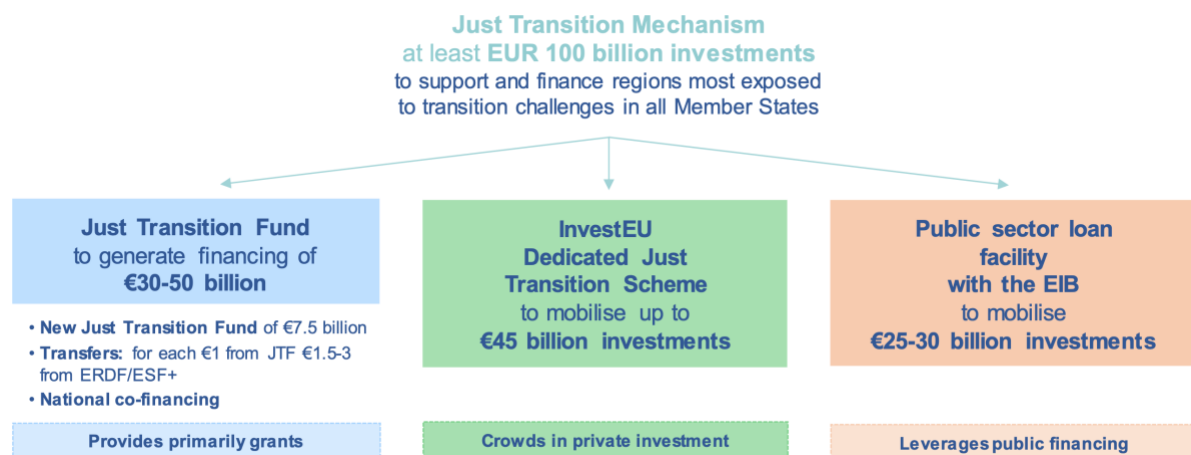 Just Transition Mechanism
at least EUR 100 billion investments
to support and finance regions most exposed
to transition challenges in all Member States
Just Transition Fund
to generate financing of
€30-50 billion
• New Just Transition Fund of €7.5 billion
• Transfers: for each €1 from JTF €1.5-3
from ERDF/ESF+
• National co-financing
Provides primarily grants
InvestEU
Dedicated Just
Transition Scheme
to mobilise up to
€45 billion investments
Crowds in private investment
Public sector loan
facility
with the EIB
to mobilise
€25-30 billion investments
Leverages public financing